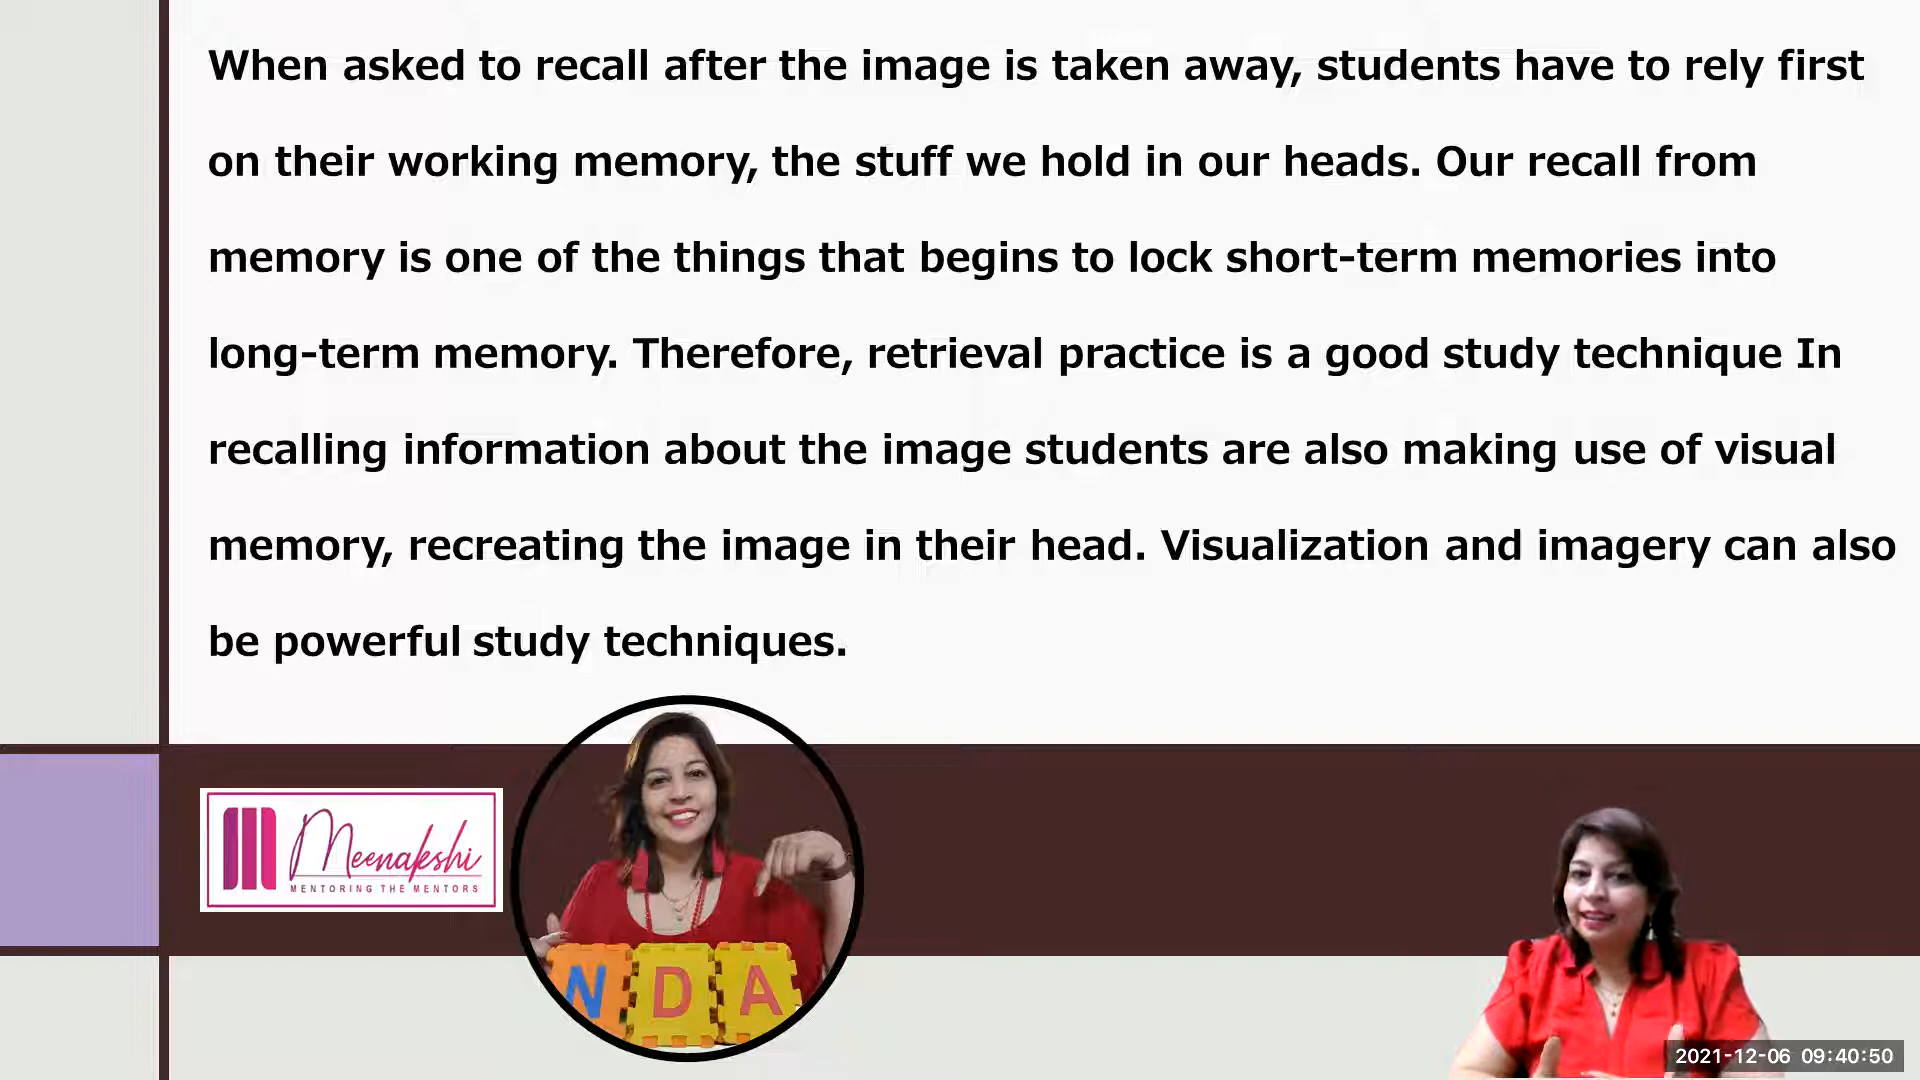 When asked to recall after the image is taken away, students have to rely first
on their working memory, the stuff we hold in our heads. Our recall from
memory is one of the things that begins to lock short-term memories into
long-term memory. Therefore, retrieval practice is a good study technique In
recalling information about the image students are also making use of visual
memory, recreating the image in their head. Visualization and imagery can also
be powerful study techniques.
Meenakshi
MENTORING THE MENTORS
N D A
2021-12-06 09:40:50